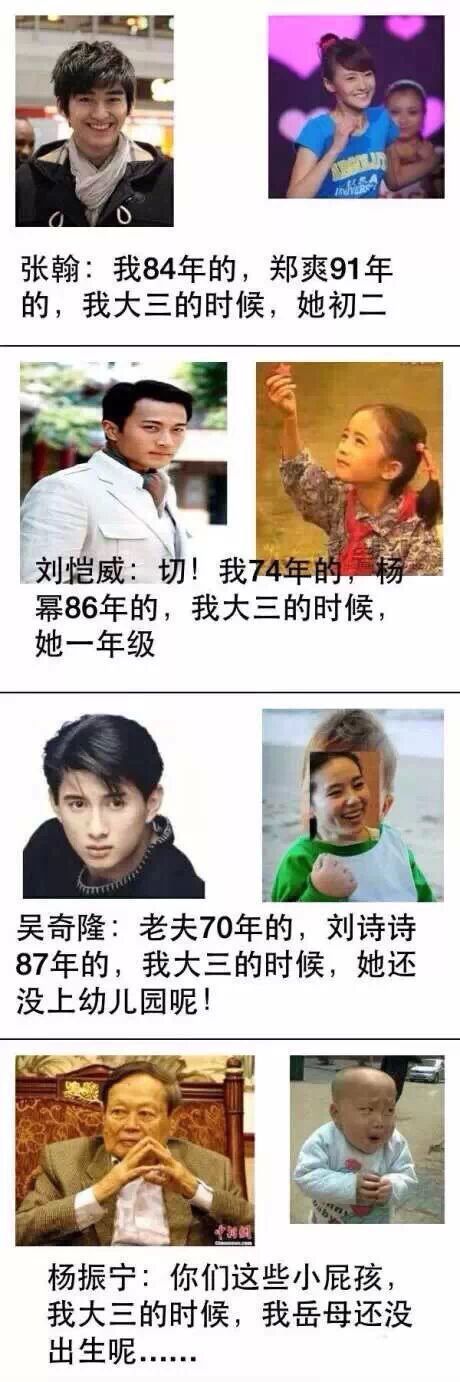 ABSOLUTE
U.S.A
UNIVERSITY
张翰：我84年的，郑爽91年
的，我大三的时候，她初二
刘恺威：切！我74年的，杨
幂86年的，我大三的时候，
她一年级
吴奇隆：老夫70年的，刘诗诗
87年的，我大三的时候，她还
没上幼儿园呢！
中新网
Chinanews.com
baby
杨振宁：你们这些小屁孩，
我大三的时候，我岳母还没
出生呢......